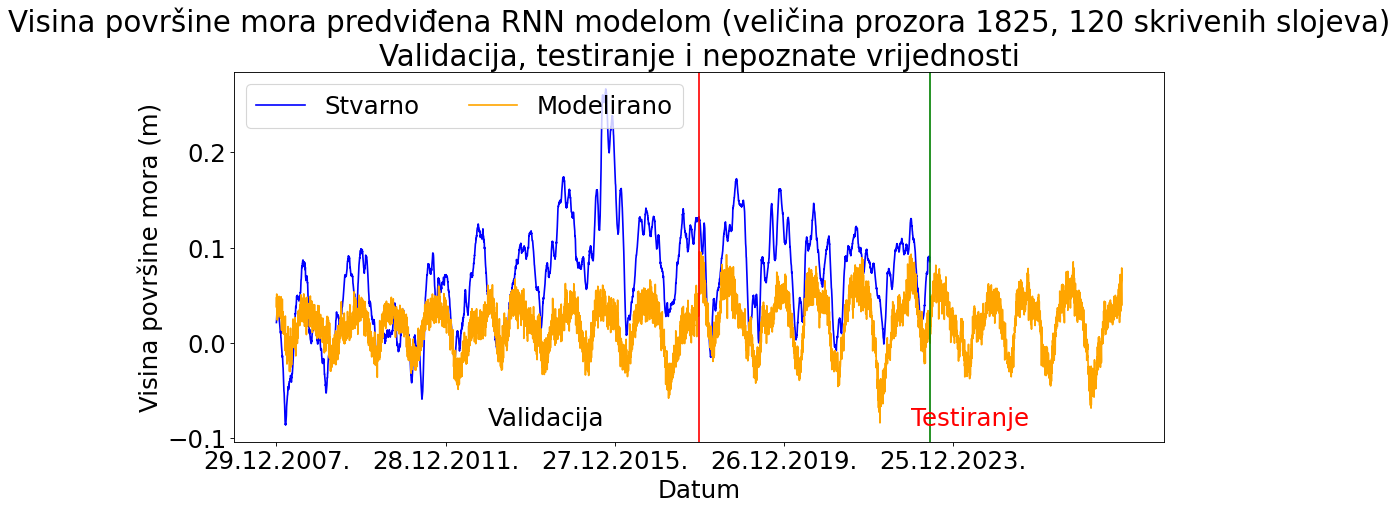 Visina površine mora predviđena RNN modelom (veličina prozora 1825, 120 skrivenih slojeva)
Validacija, testiranje i nepoznate vrijednosti
Stvarno
Modelirano
Visina površine mora (m)
0.2
0.1
0.0
−0.1
Validacija
Testiranje
29.12.2007.
28.12.2011.
27.12.2015.
26.12.2019.
25.12.2023.
Datum